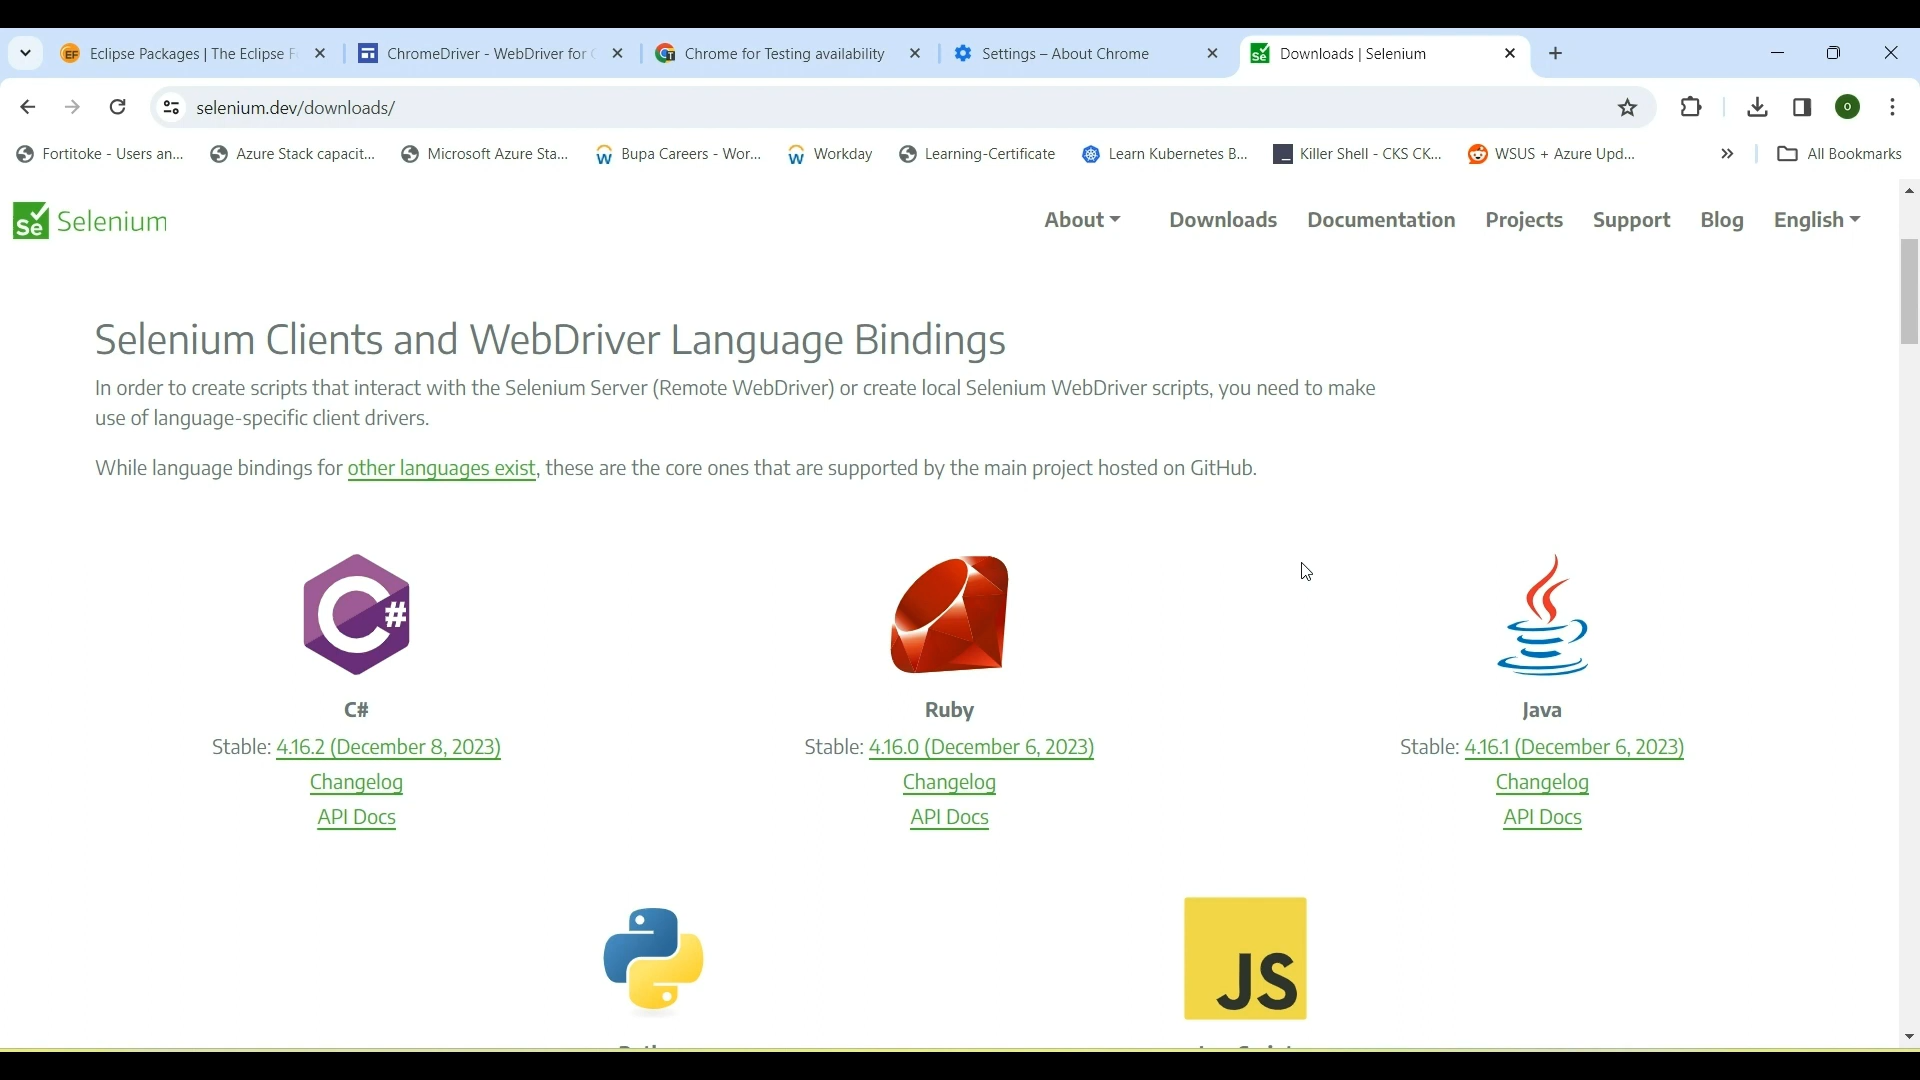 Eclipse Packages | The Eclipse F
ChromeDriver - WebDriver for C
Chrome for Testing availability
Settings – About Chrome
Downloads | Selenium
selenium.dev/downloads/
O
Fortitoke - Users an...
Azure Stack capacit...
Microsoft Azure Sta...
Bupa Careers - Wor...
Workday
Learning-Certificate
Learn Kubernetes B...
Killer Shell - CKS CK...
WSUS + Azure Upd...
»
All Bookmarks
Se Selenium
About
Downloads
Documentation
Projects
Support
Blog
English
Selenium Clients and WebDriver Language Bindings
In order to create scripts that interact with the Selenium Server (Remote WebDriver) or create local Selenium WebDriver scripts, you need to make
use of language-specific client drivers.
While language bindings for other languages exist, these are the core ones that are supported by the main project hosted on GitHub.
C#
C#
Stable: 4.16.2 (December 8, 2023)
Changelog
API Docs
Ruby
Stable: 4.16.0 (December 6, 2023)
Changelog
API Docs
Java
Stable: 4.16.1 (December 6, 2023)
Changelog
API Docs
JS